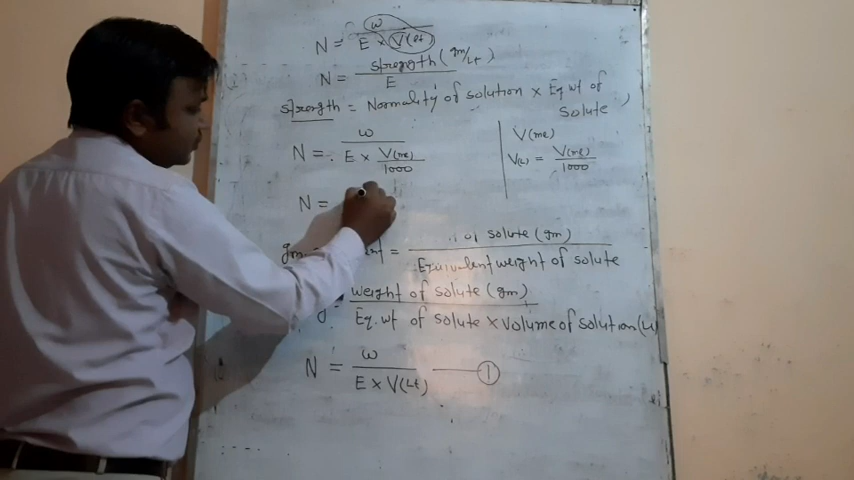 N = w / E × V(lt)
N = strength (gm/Lt) / E
strength = Normality of solution × Eq wt of solute
N = w / E × V(ml)/1000
V(ml)
V(L) = V(ml)/1000
N =
= of solute (gm) / Equivalent weight of solute
weight of solute (gm) / Eq. wt of solute × Volume of solution (L)
N = w / E × V(Lt) — 1